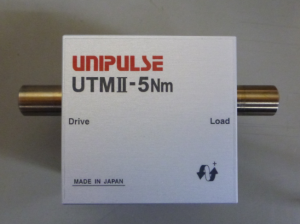 UNIPULSE
UTMⅡ-5Nm
Drive Load
MADE IN JAPAN
+